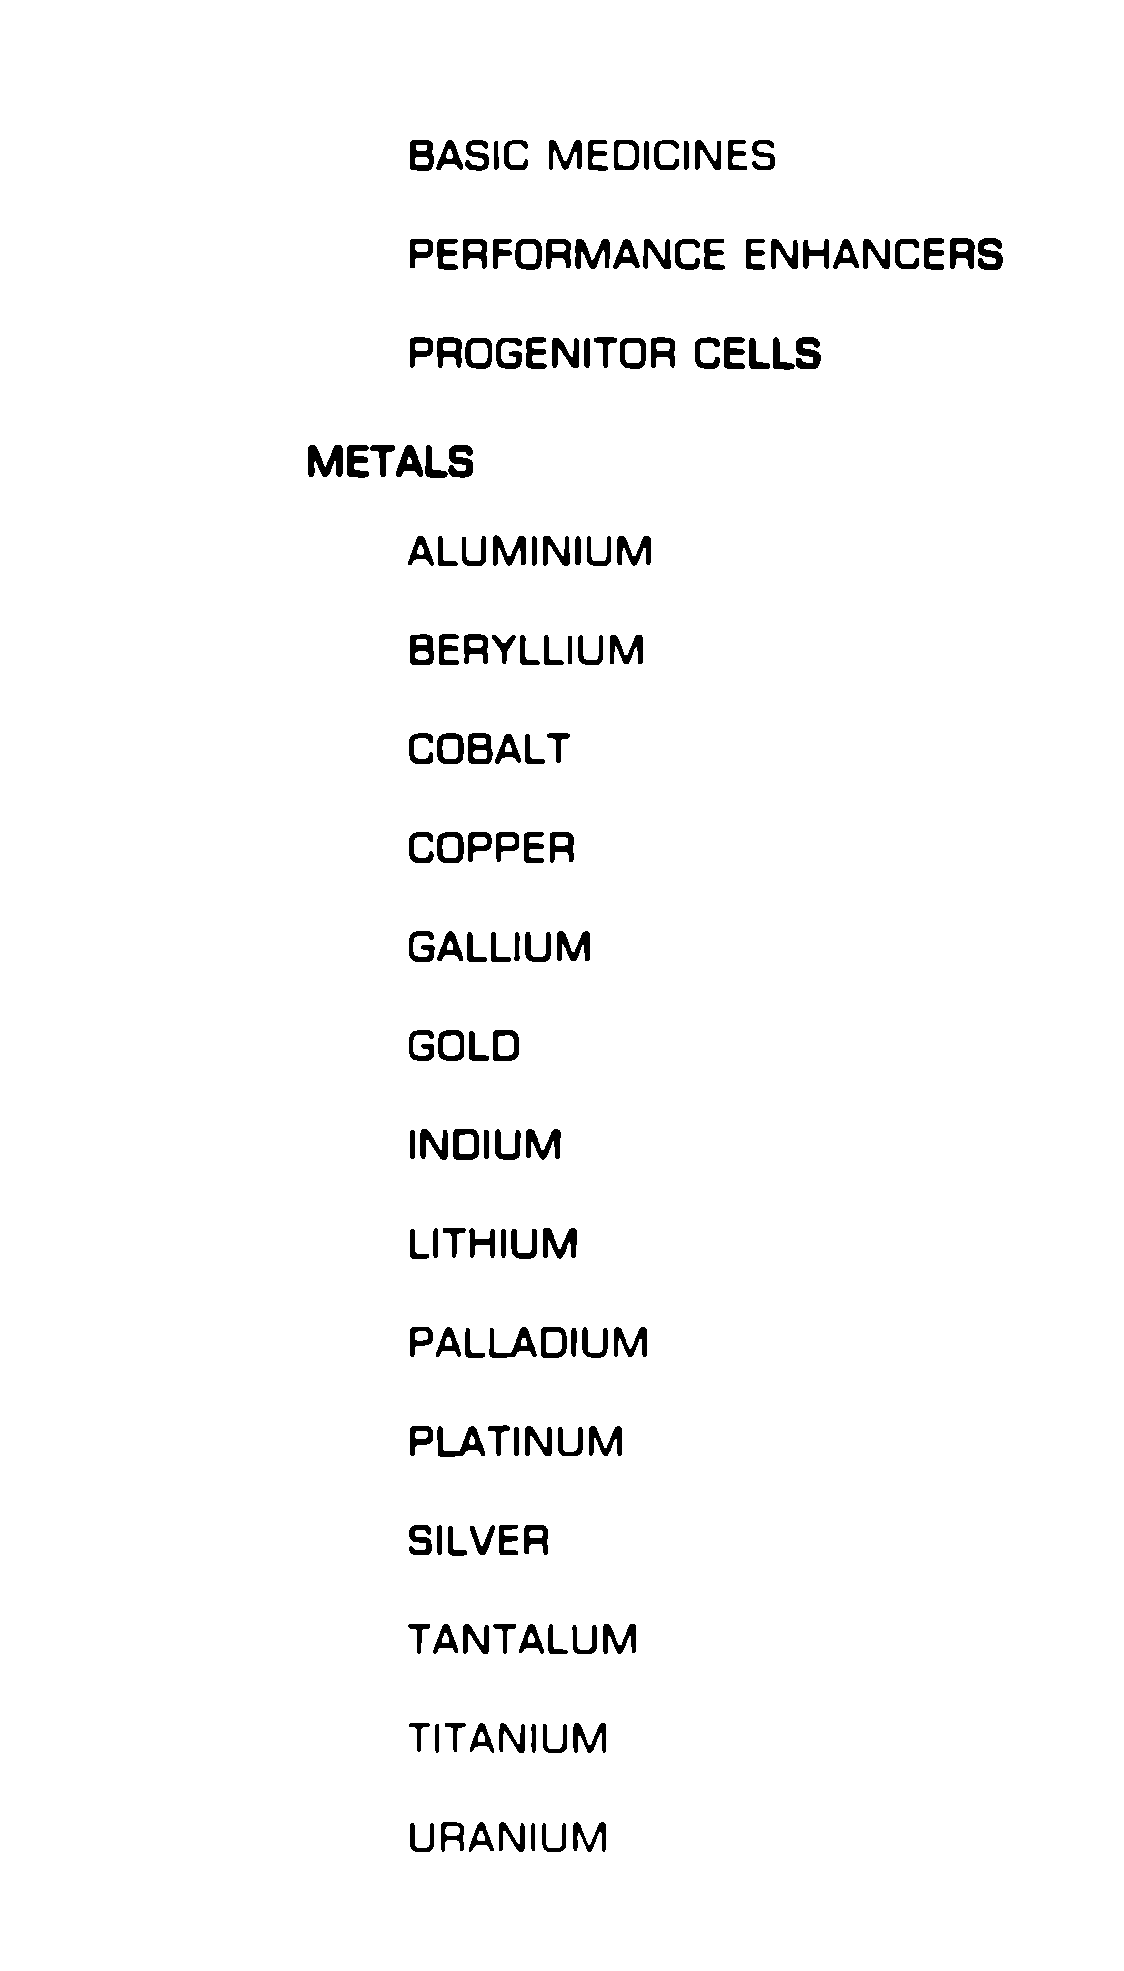 BASIC MEDICINES
PERFORMANCE ENHANCERS
PROGENITOR CELLS
METALS
ALUMINIUM
BERYLLIUM
COBALT
COPPER
GALLIUM
GOLD
INDIUM
LITHIUM
PALLADIUM
PLATINUM
SILVER
TANTALUM
TITANIUM
URANIUM